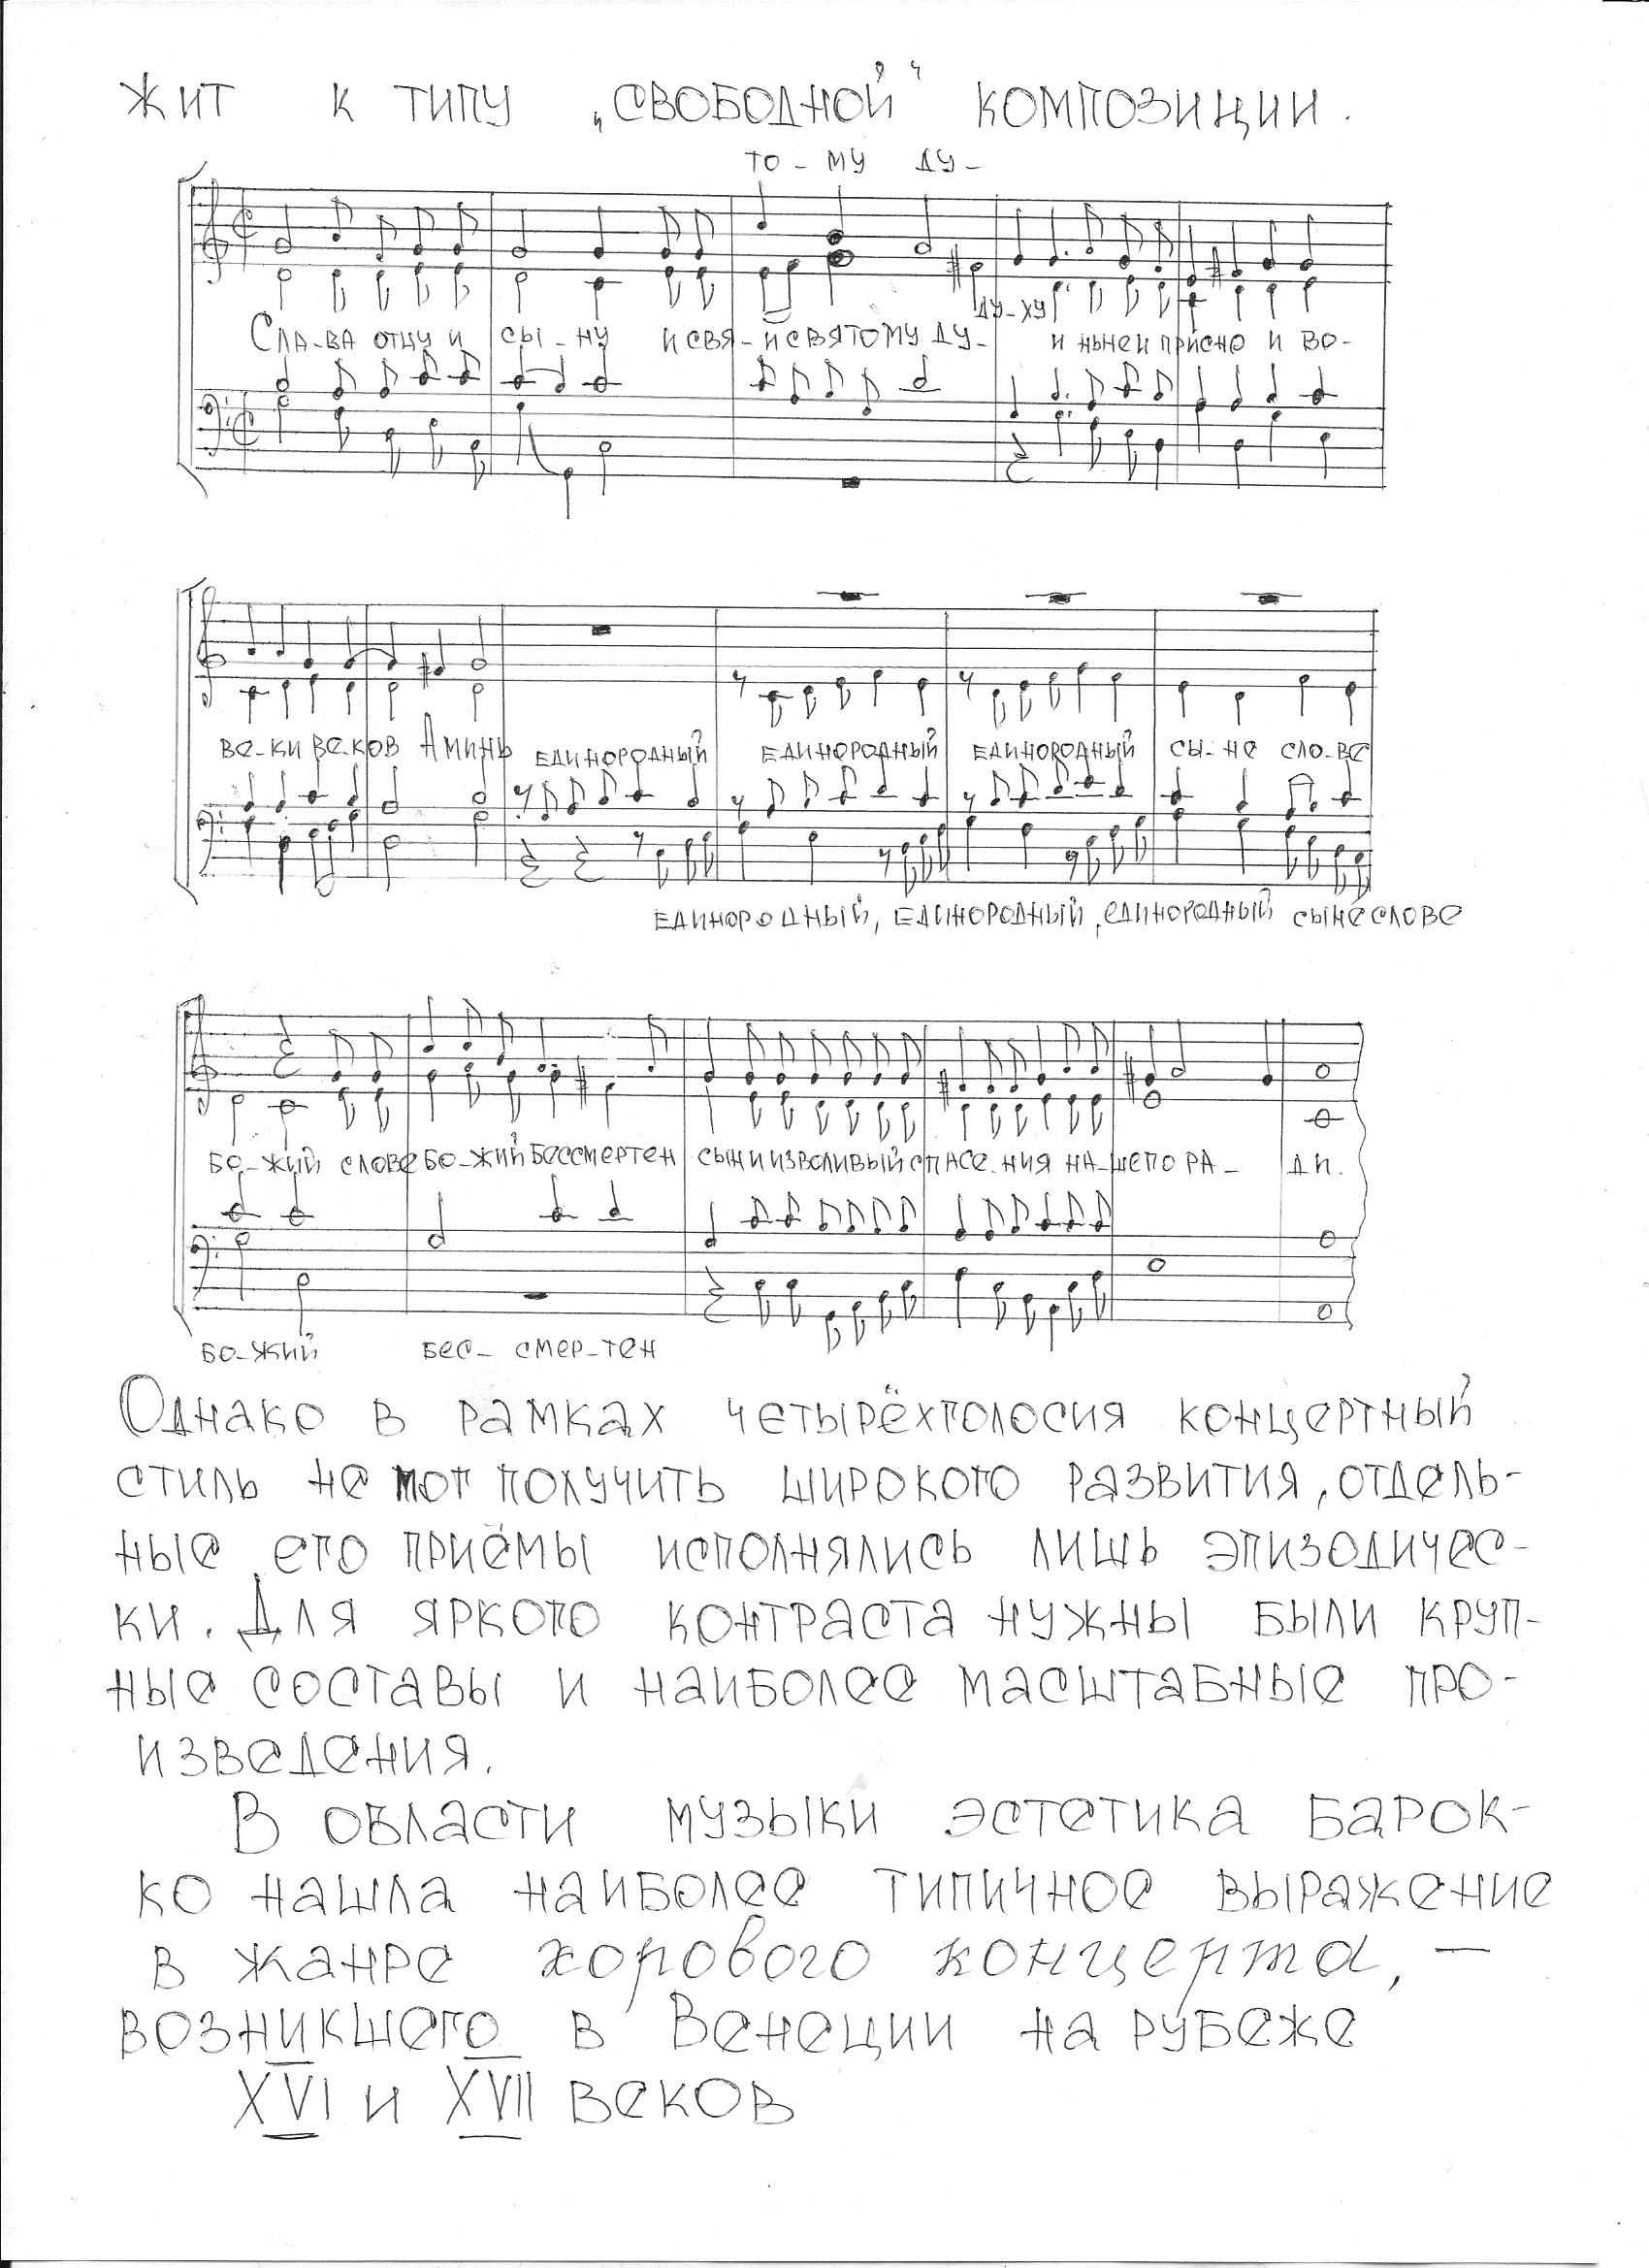 жит к типу „свободной“ композиции.
то-му ду-
ду-ху
Сла-ва отцу и сы-ну и свя-й святому ду- и ныне и присно и во-
ве-ки ве-ков Аминь единородный единородный единородный сы-не сло-ве
единородный, единородный, единородный сыне слове
бо-жий слове бо-жий бессмертен сын и изволивый спасе-ния на-шего ра- ди.
бо-жий бес- смер-тен
Однако в рамках четырёхголосия концертный
стиль не мог получить широкого развития, отдель-
ные его приёмы исполнялись лишь эпизодичес-
ки. Для яркого контраста нужны были круп-
ные составы и наиболее масштабные про-
изведения.
В области музыки эстетика барок-
ко нашла наиболее типичное выражение
в жанре хорового концерта, —
возникшего в Венеции на рубеже
XVI и XVII веков